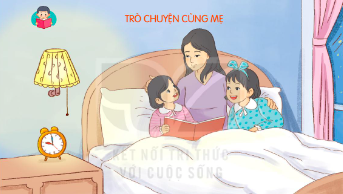 TRÒ CHUYỆN CÙNG MẸ
KẾT NỐI TRI THỨC
VỚI CUỘC SỐNG